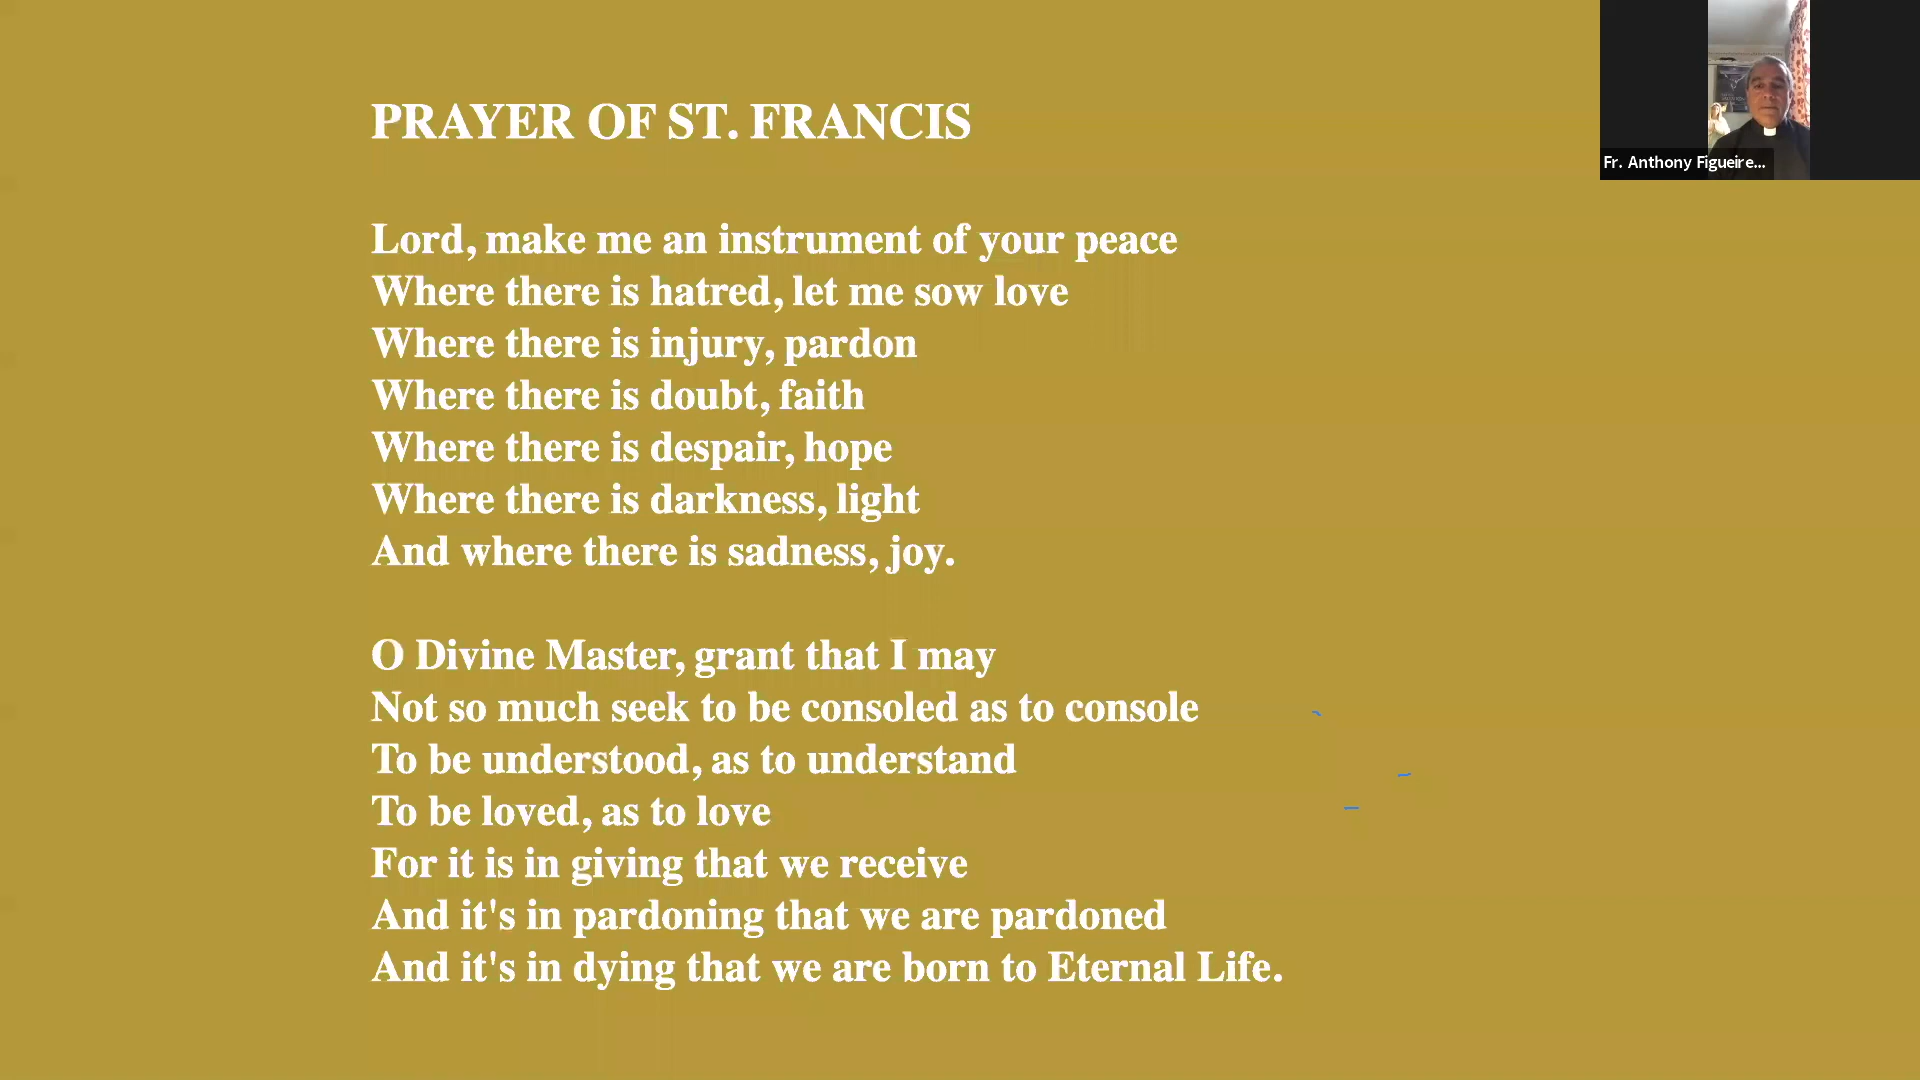 PRAYER OF ST. FRANCIS
Lord, make me an instrument of your peace
Where there is hatred, let me sow love
Where there is injury, pardon
Where there is doubt, faith
Where there is despair, hope
Where there is darkness, light
And where there is sadness, joy.
O Divine Master, grant that I may
Not so much seek to be consoled as to console
To be understood, as to understand
To be loved, as to love
For it is in giving that we receive
And it's in pardoning that we are pardoned
And it's in dying that we are born to Eternal Life.
Fr. Anthony Figueire...